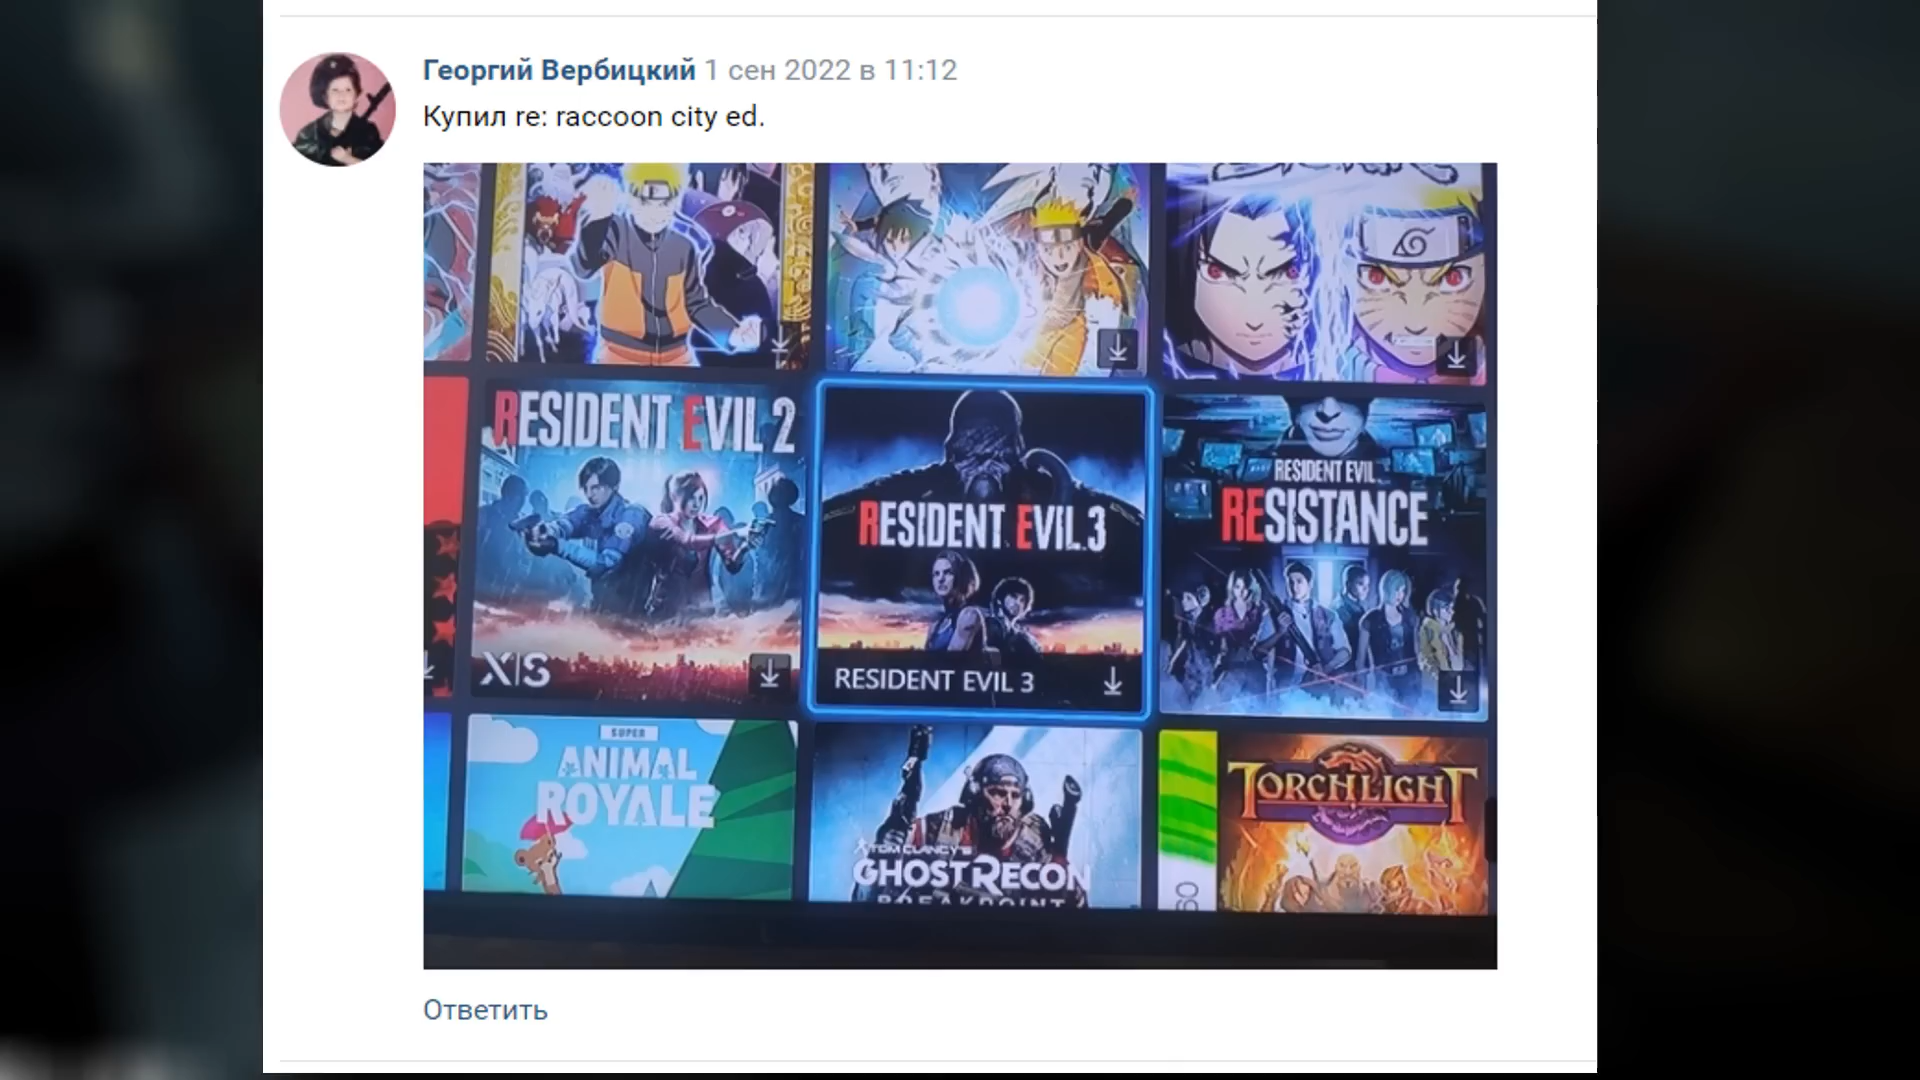 Георгий Вербицкий 1 сен 2022 в 11:12
Купил re: raccoon city ed.
RESIDENT EVIL 2
X|S
RESIDENT EVIL 3
RESIDENT EVIL 3
RESIDENT EVIL
RESISTANCE
SUPER
ANIMAL
ROYALE
TOM CLANCY'S
GHOST RECON
BREAKPOINT
TORCHLIGHT
Ответить